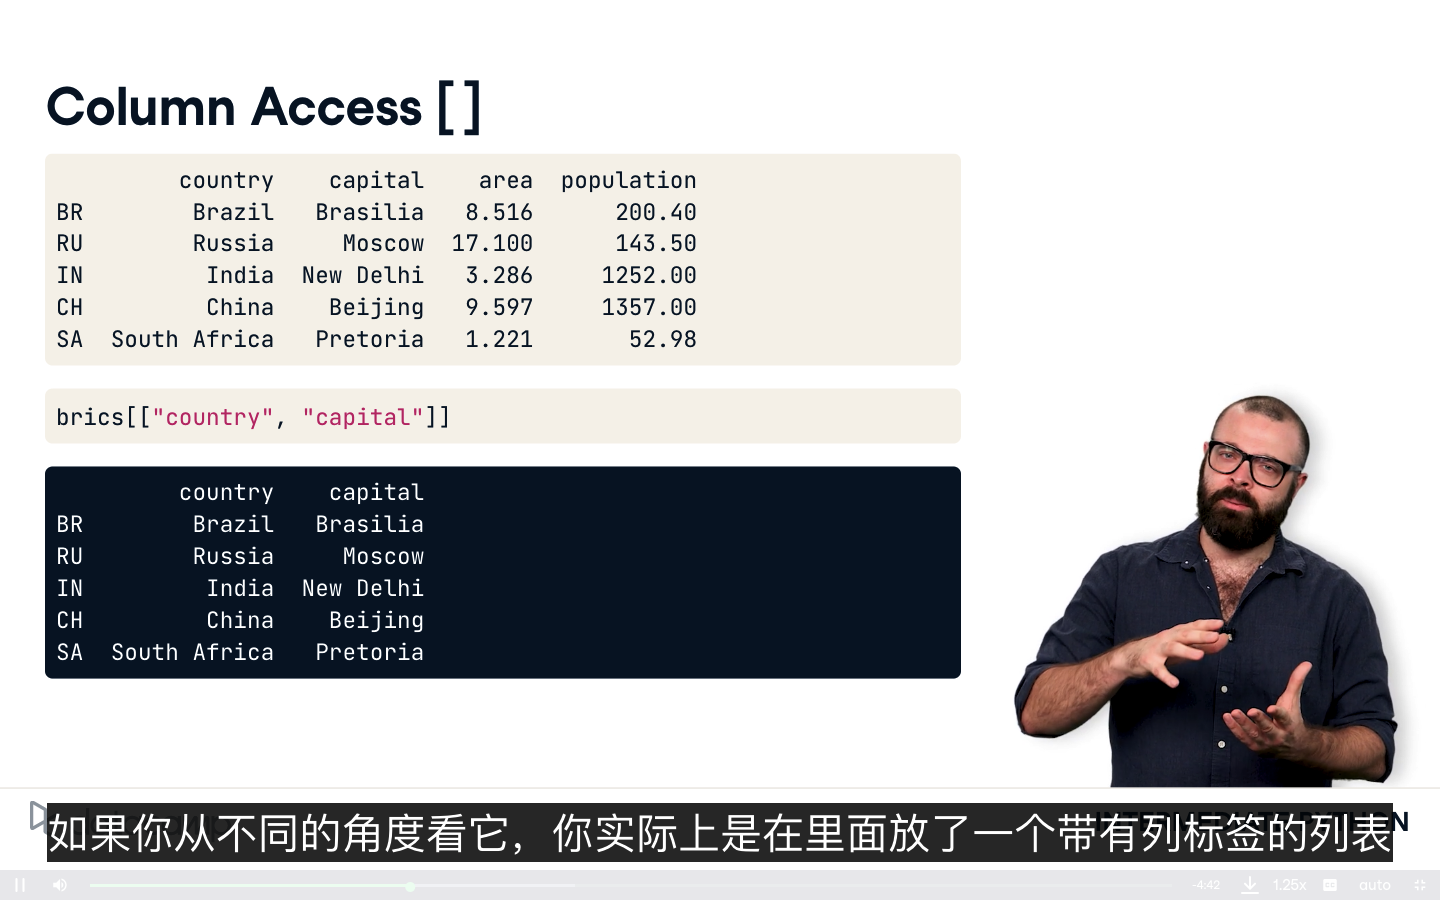 Column Access []
country capital area population
BR Brazil Brasilia 8.516 200.40
RU Russia Moscow 17.100 143.50
IN India New Delhi 3.286 1252.00
CH China Beijing 9.597 1357.00
SA South Africa Pretoria 1.221 52.98
brics[["country", "capital"]]
country capital
BR Brazil Brasilia
RU Russia Moscow
IN India New Delhi
CH China Beijing
SA South Africa Pretoria
如果你从不同的角度看它，你实际上是在里面放了一个带有列标签的列表
-4:42 1.25x CC auto